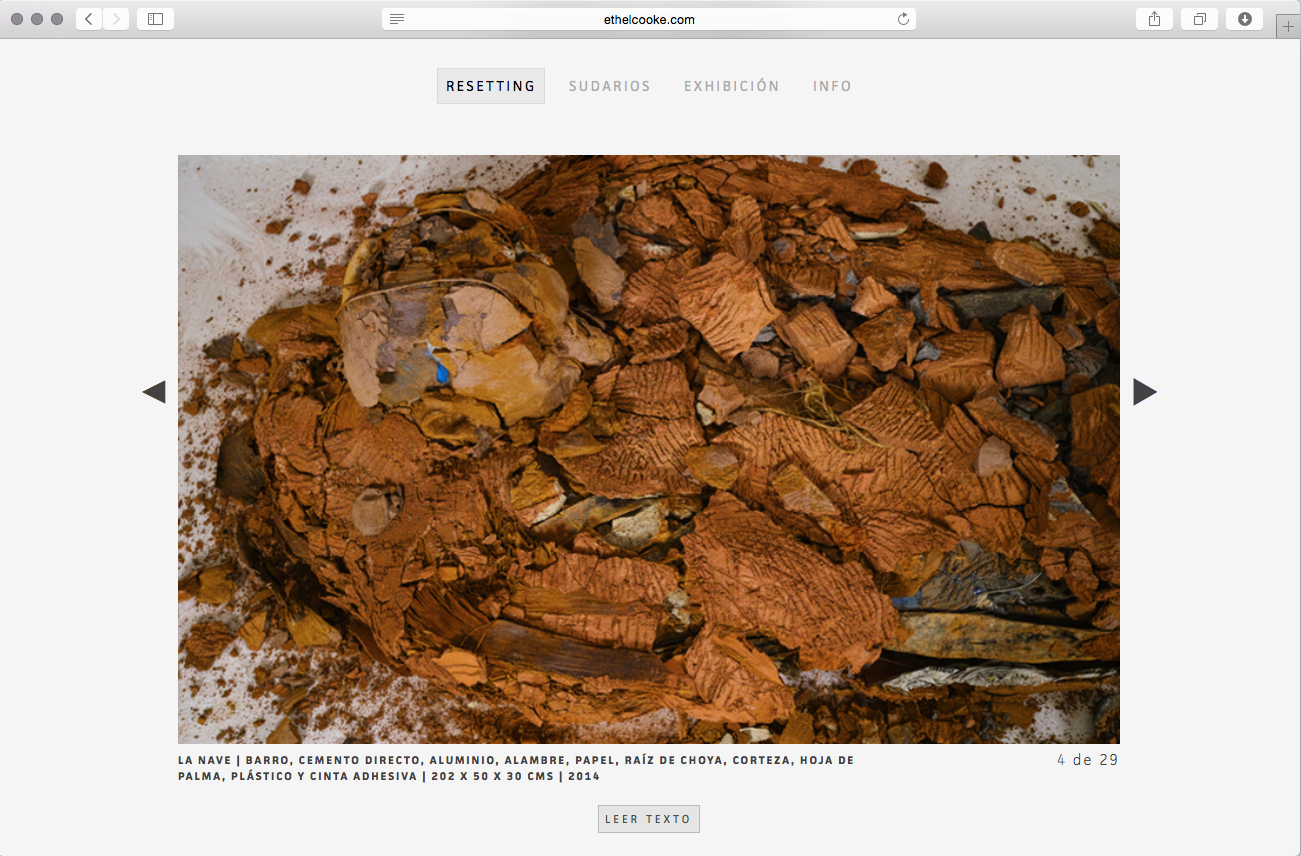 ethelcooke.com
RESETTING SUDARIOS EXHIBICIÓN INFO
LA NAVE | BARRO, CEMENTO DIRECTO, ALUMINIO, ALAMBRE, PAPEL, RAÍZ DE CHOYA, CORTEZA, HOJA DE
PALMA, PLÁSTICO Y CINTA ADHESIVA | 202 X 50 X 30 CMS | 2014
4 de 29
LEER TEXTO